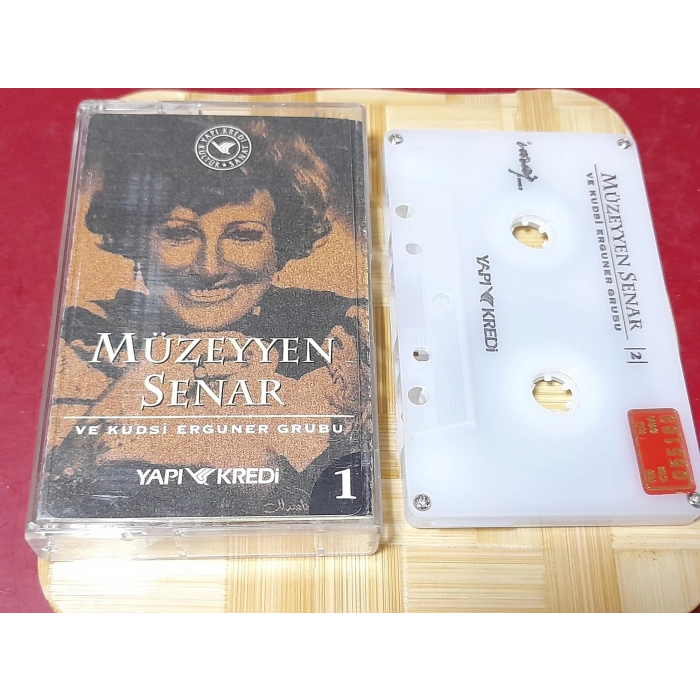 YAPI KREDİ
KÜLTÜR • SANAT
MÜZEYYEN
SENAR
VE KUDSİ ERGUNER GRUBU
YAPI KREDİ
1
MÜZEYYEN SENAR
VE KUDSİ ERGUNER GRUBU
2
YAPI KREDİ